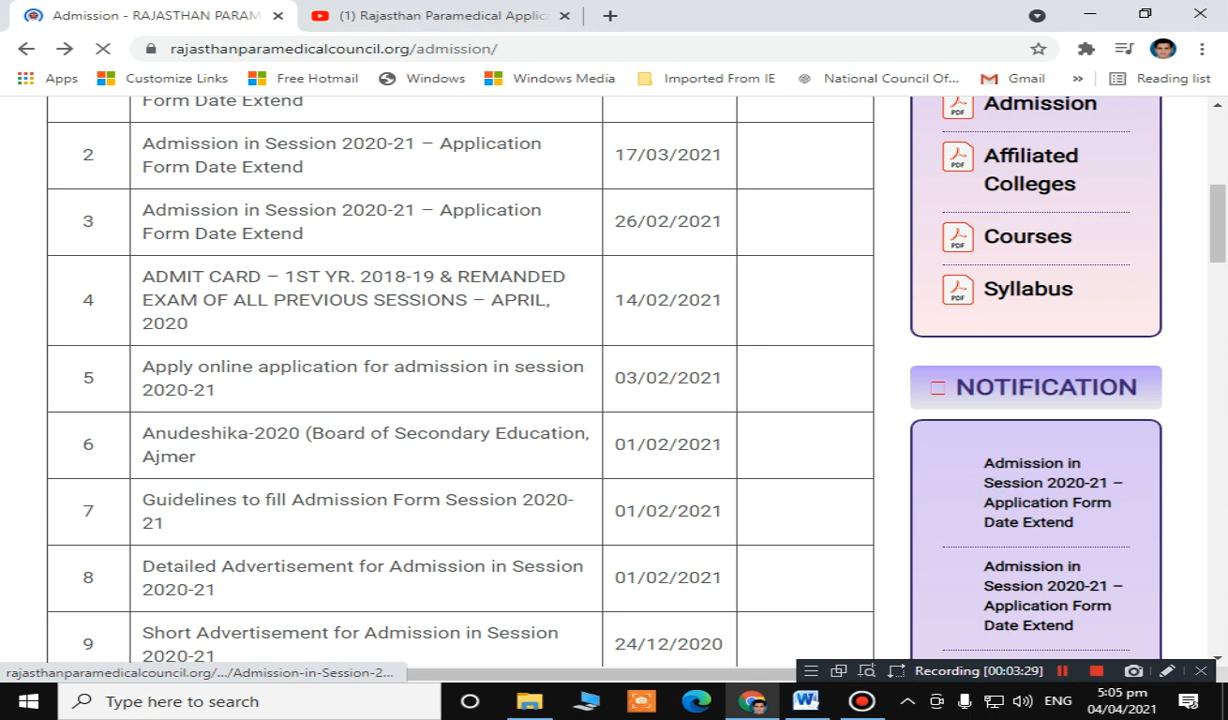 Admission - RAJASTHAN PARAM
(1) Rajasthan Paramedical Applic
rajasthanparamedicalcouncil.org/admission/
Apps
Customize Links
Free Hotmail
Windows
Windows Media
Imported From IE
National Council Of...
Gmail
»
Reading list
Form Date Extend
2
Admission in Session 2020-21 – Application
Form Date Extend
17/03/2021
3
Admission in Session 2020-21 – Application
Form Date Extend
26/02/2021
4
ADMIT CARD – 1ST YR. 2018-19 & REMANDED
EXAM OF ALL PREVIOUS SESSIONS – APRIL,
2020
14/02/2021
5
Apply online application for admission in session
2020-21
03/02/2021
6
Anudeshika-2020 (Board of Secondary Education,
Ajmer
01/02/2021
7
Guidelines to fill Admission Form Session 2020-
21
01/02/2021
8
Detailed Advertisement for Admission in Session
2020-21
01/02/2021
9
Short Advertisement for Admission in Session
2020-21
24/12/2020
PDF
Admission
PDF
Affiliated
Colleges
PDF
Courses
PDF
Syllabus
NOTIFICATION
Admission in
Session 2020-21 –
Application Form
Date Extend
Admission in
Session 2020-21 –
Application Form
Date Extend
rajasthanparamedicalcouncil.org/.../Admission-in-Session-2...
Recording [00:03:29]
Type here to search
W
ENG
5:05 pm
04/04/2021